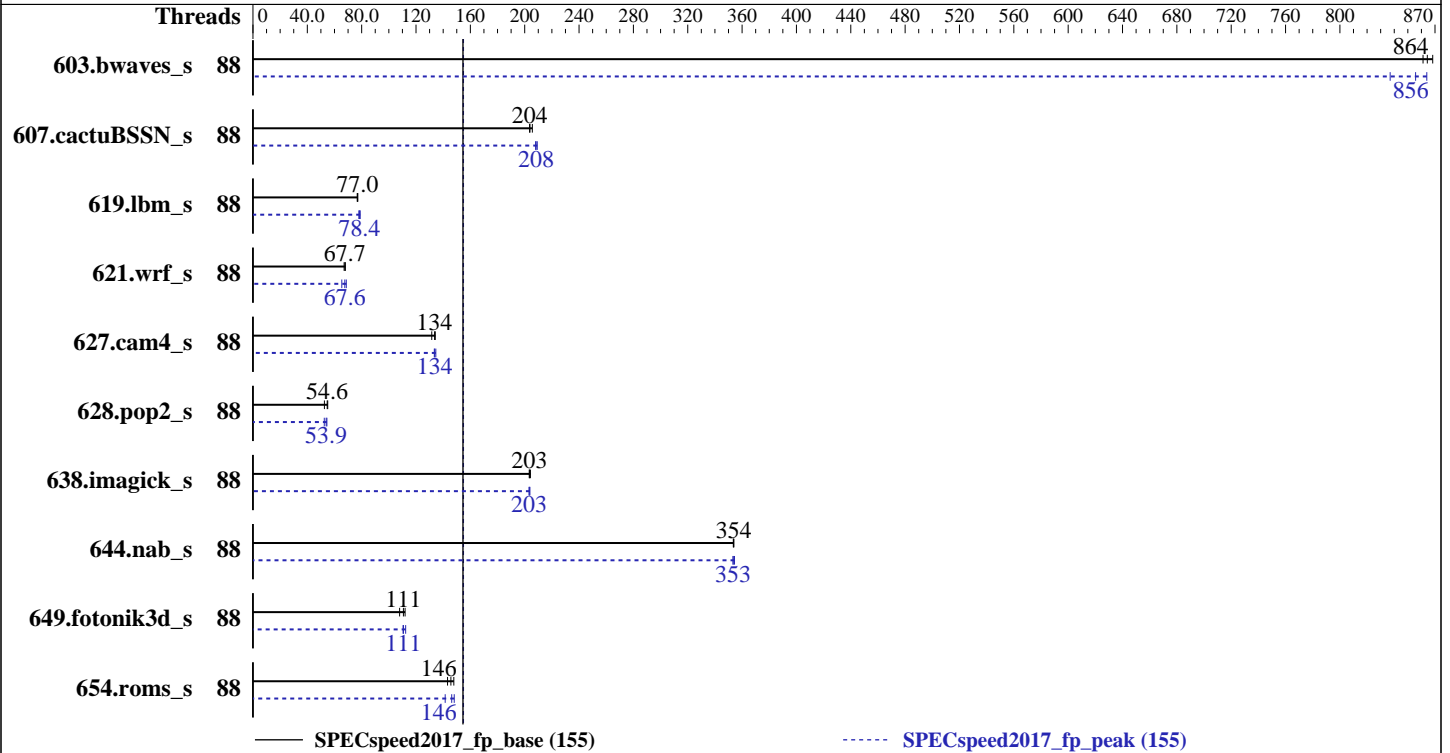 Threads 0 40.0 80.0 120 160 200 240 280 320 360 400 440 480 520 560 600 640 680 720 760 800 870
603.bwaves_s 88 864
856
607.cactuBSSN_s 88 204
208
619.lbm_s 88 77.0
78.4
621.wrf_s 88 67.7
67.6
627.cam4_s 88 134
134
628.pop2_s 88 54.6
53.9
638.imagick_s 88 203
203
644.nab_s 88 354
353
649.fotonik3d_s 88 111
111
654.roms_s 88 146
146
SPECspeed2017_fp_base (155) SPECspeed2017_fp_peak (155)